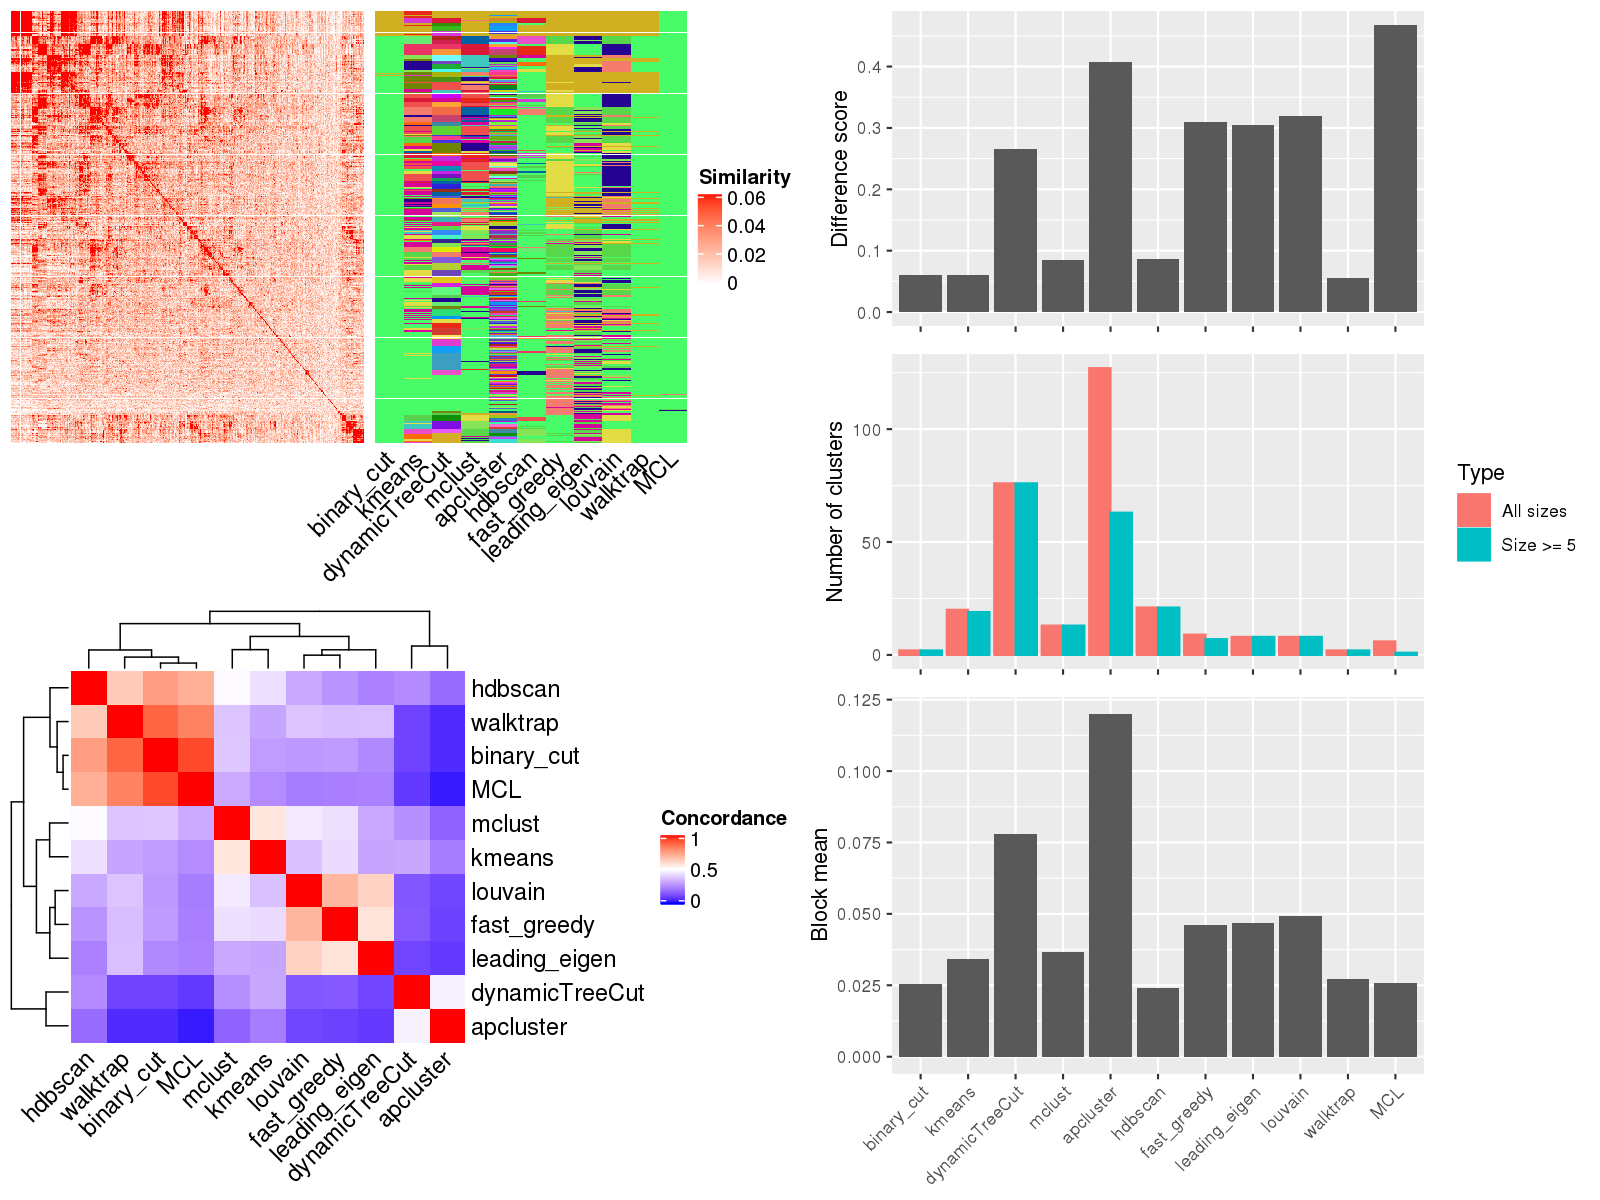 Similarity
0.06
0.04
0.02
0
binary_cut
kmeans
dynamicTreeCut
mclust
apcluster
hdbscan
fast_greedy
leading_eigen
louvain
walktrap
MCL
hdbscan
walktrap
binary_cut
MCL
mclust
kmeans
louvain
fast_greedy
leading_eigen
dynamicTreeCut
apcluster
Concordance
1
0.5
0
hdbscan
walktrap
binary_cut
MCL
mclust
kmeans
louvain
fast_greedy
leading_eigen
dynamicTreeCut
apcluster
Difference score
0.4
0.3
0.2
0.1
0.0
Number of clusters
100
50
0
Type
All sizes
Size >= 5
Block mean
0.125
0.100
0.075
0.050
0.025
0.000
binary_cut
kmeans
dynamicTreeCut
mclust
apcluster
hdbscan
fast_greedy
leading_eigen
louvain
walktrap
MCL